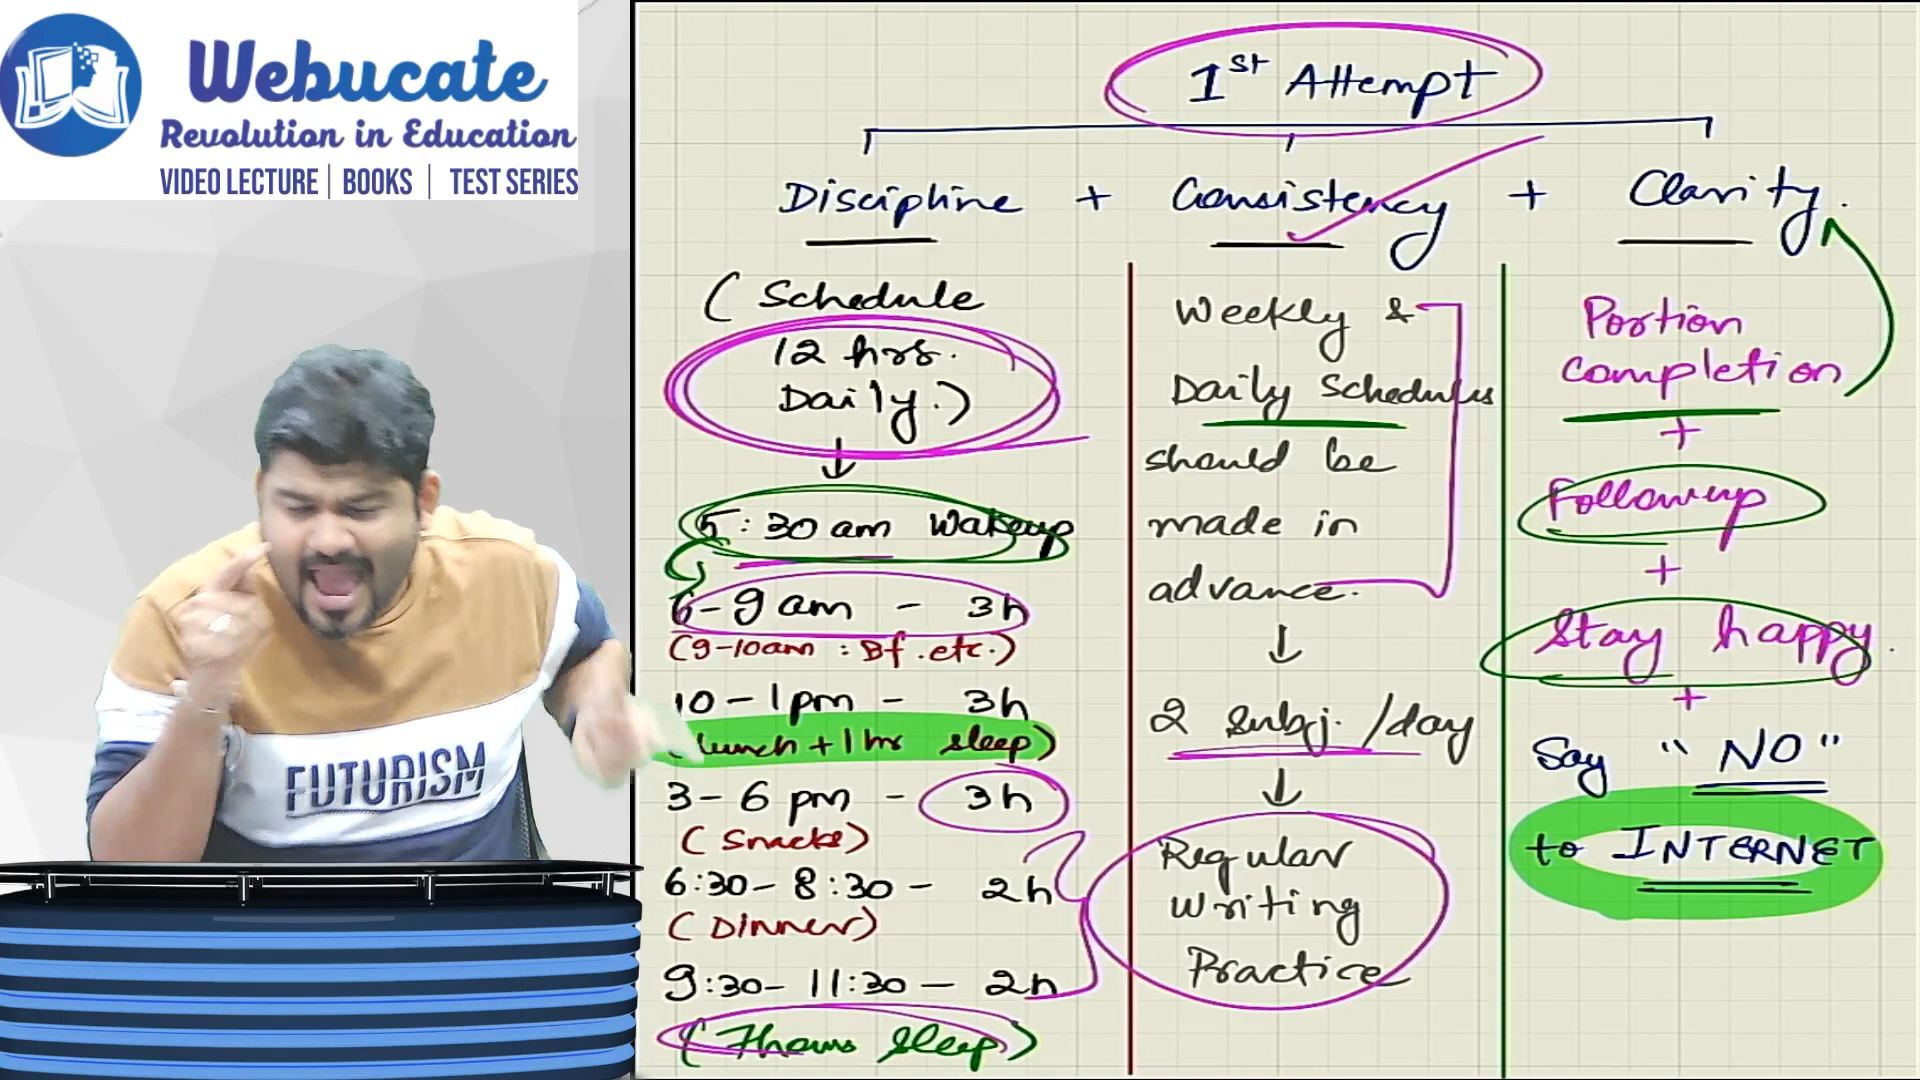 Webucate
Revolution in Education
VIDEO LECTURE | BOOKS | TEST SERIES
FUTURISM
1st Attempt
Discipline + Consistency + Clarity.
(Schedule
12 hrs.
Daily.)
↓
5:30 am Wakeup
6-9 am - 3h
(9-10am : Bf. etc.)
10-1pm - 3h
(lunch + 1 hr sleep)
3-6 pm - 3h
(Snacks)
6:30-8:30 - 2h
(Dinner)
9:30-11:30 - 2h
(7hours sleep)
Weekly &
Daily Schedules
should be
made in
advance.
↓
2 subj. /day
↓
Regular
Writing
Practice
Portion
completion
+
Followup
+
Stay happy.
+
Say "NO"
to INTERNET